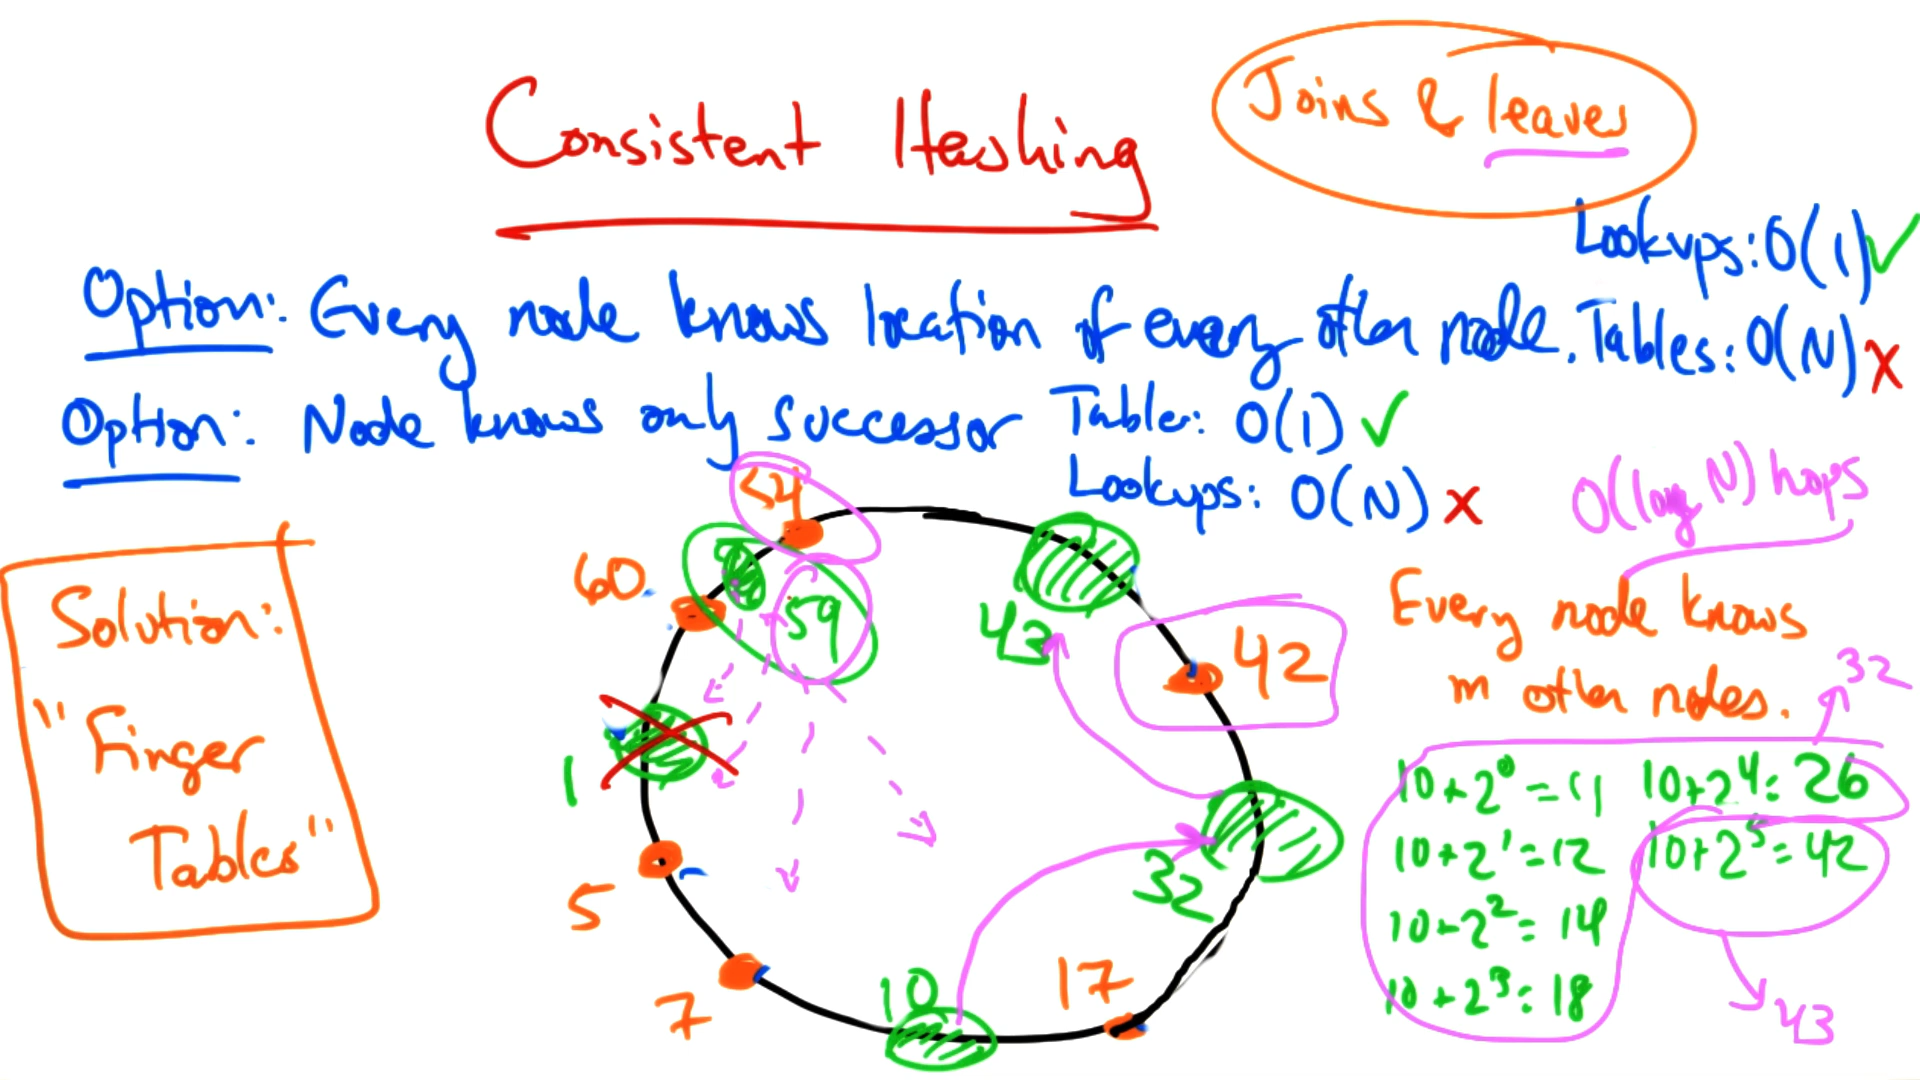 Consistent Hashing
Joins & leaves
Lookups: O(1) ✓
Option: Every node knows location of every other node. Tables: O(N) X
Option: Node knows only successor Table: O(1) ✓
Lookups: O(N) X
O(log N) hops
54
60
59
43
42
1
5
7
10
17
32
Solution:
"Finger
Tables"
Every node knows
m other nodes.
32
10+2⁰=11 10+2⁴=26
10+2¹=12 10+2⁵=42
10+2²=14
10+2³=18
43